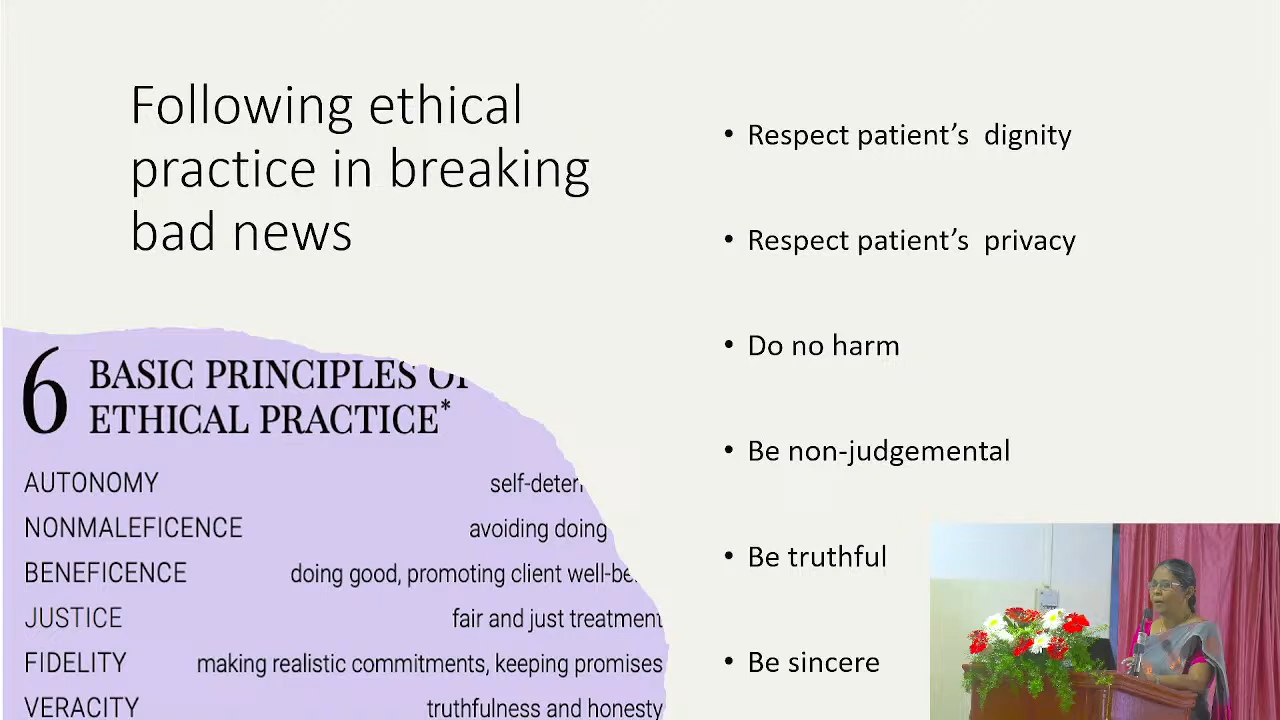 Following ethical
practice in breaking
bad news
6 BASIC PRINCIPLES
ETHICAL PRACTICE*
AUTONOMY
NONMALEFICENCE avoiding doing
BENEFICENCE doing good, promoting client
JUSTICE fair and just treatment
FIDELITY making realistic commitments, keeping promises
VERACITY truthfulness and honesty
• Respect patient’s dignity
• Respect patient’s privacy
• Do no harm
• Be non-judgemental
• Be truthful
• Be sincere